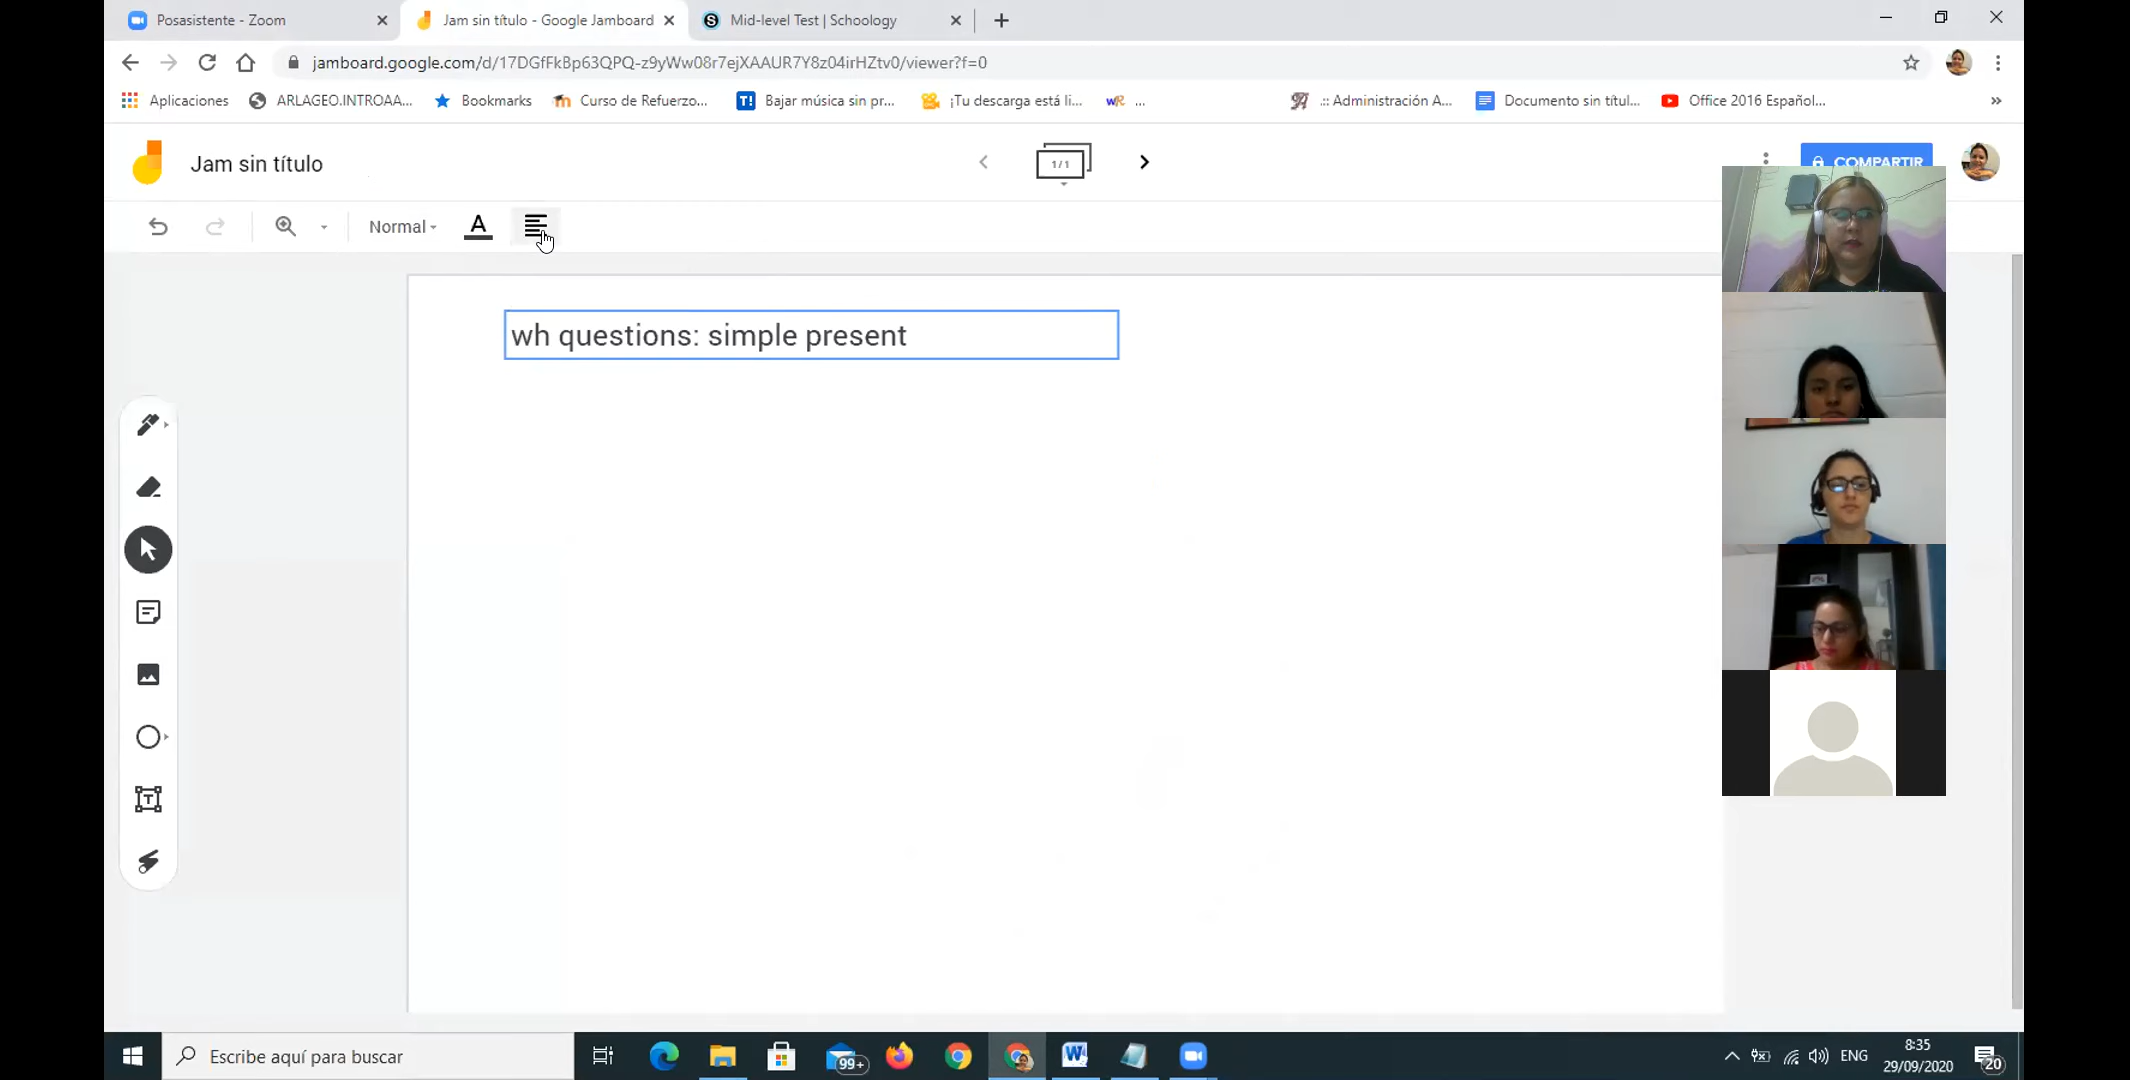 Posasistente - Zoom
Jam sin título - Google Jamboard
Mid-level Test | Schoology
jamboard.google.com/d/17DGfFkBp63QPQ-z9yWw08r7ejXAAUR7Y8z04irHZtv0/viewer?f=0
Aplicaciones
ARLAGEO.INTROAA...
Bookmarks
Curso de Refuerzo...
T!
Bajar música sin pr...
¡Tu descarga está li...
wR
...
.:: Administración A...
Documento sin títul...
Office 2016 Español...
»
Jam sin título
1/1
COMPARTIR
Normal
A
wh questions: simple present
Escribe aquí para buscar
99+
ENG
8:35
29/09/2020
20